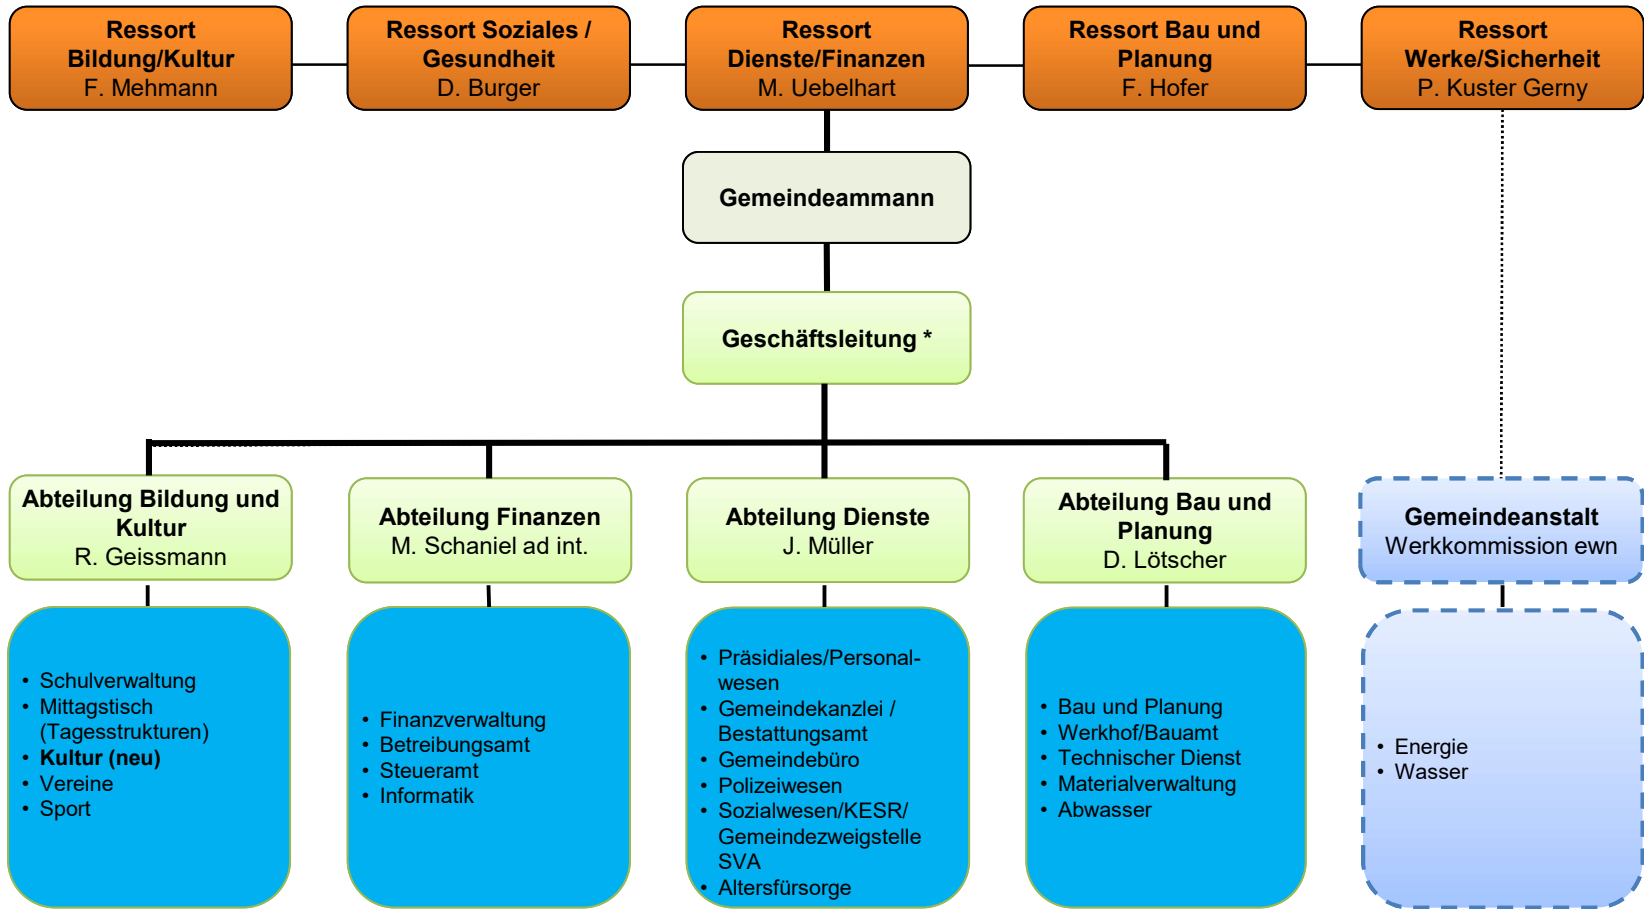 Ressort
Bildung/Kultur
F. Mehmann
Ressort Soziales /
Gesundheit
D. Burger
Ressort
Dienste/Finanzen
M. Uebelhart
Ressort Bau und
Planung
F. Hofer
Ressort
Werke/Sicherheit
P. Kuster Gerny
Gemeindeammann
Geschäftsleitung *
Abteilung Bildung und
Kultur
R. Geissmann
Abteilung Finanzen
M. Schaniel ad int.
Abteilung Dienste
J. Müller
Abteilung Bau und
Planung
D. Lötscher
Gemeindeanstalt
Werkkommission ewn
• Schulverwaltung
• Mittagstisch
(Tagesstrukturen)
• Kultur (neu)
• Vereine
• Sport
• Finanzverwaltung
• Betreibungsamt
• Steueramt
• Informatik
• Präsidiales/Personal-
wesen
• Gemeindekanzlei /
Bestattungsamt
• Gemeindebüro
• Polizeiwesen
• Sozialwesen/KESR/
Gemeindezweigstelle
SVA
• Altersfürsorge
• Bau und Planung
• Werkhof/Bauamt
• Technischer Dienst
• Materialverwaltung
• Abwasser
• Energie
• Wasser